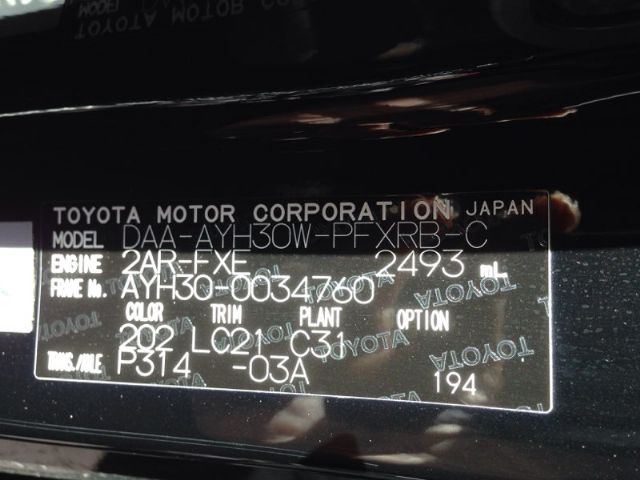 TOYOTA MOTOR CORPORATION JAPAN
MODEL DAA-AYH30W-PFXRB-C
ENGINE 2AR-FXE 2493 mL
FRAME No. AYH30-0034760
COLOR TRIM PLANT OPTION
202 LC21 C31
TRANS./AXLE P314 -03A
194